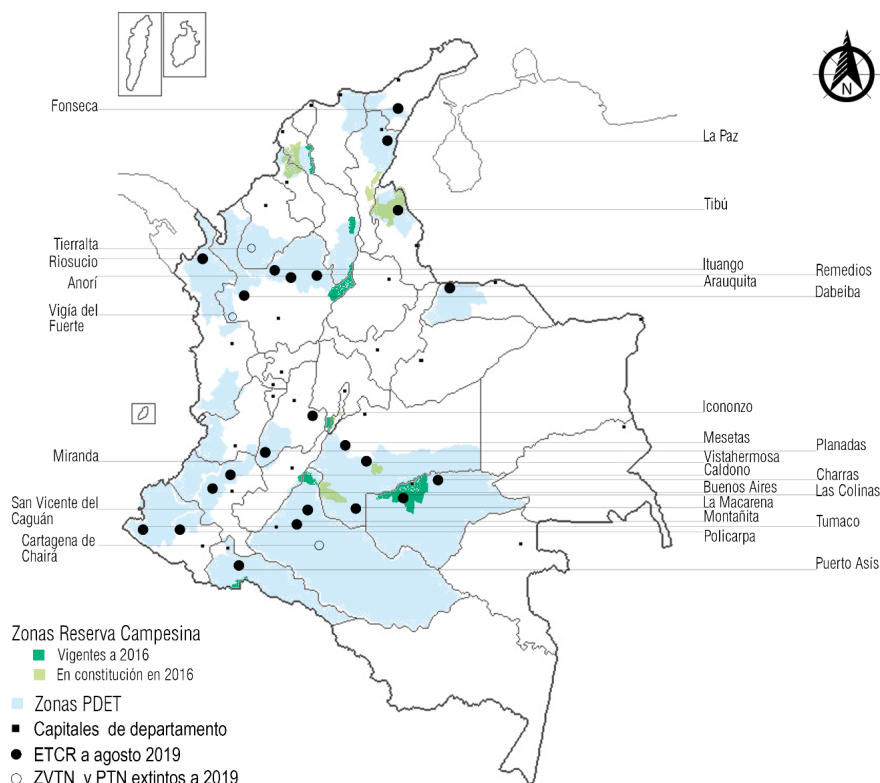 N
Fonseca
La Paz
Tibú
Tierralta
Riosucio
Anorí
Vigía del
Fuerte
Ituango
Remedios
Arauquita
Dabeiba
Icononzo
Mesetas
Planadas
Miranda
Vistahermosa
Caldono
Charras
Buenos Aires
Las Colinas
San Vicente del
Caguán
La Macarena
Montañita
Tumaco
Cartagena de
Chairá
Policarpa
Puerto Asís
Zonas Reserva Campesina
Vigentes a 2016
En constitución en 2016
Zonas PDET
Capitales de departamento
ETCR a agosto 2019
ZVTN y PTN extintos a 2019